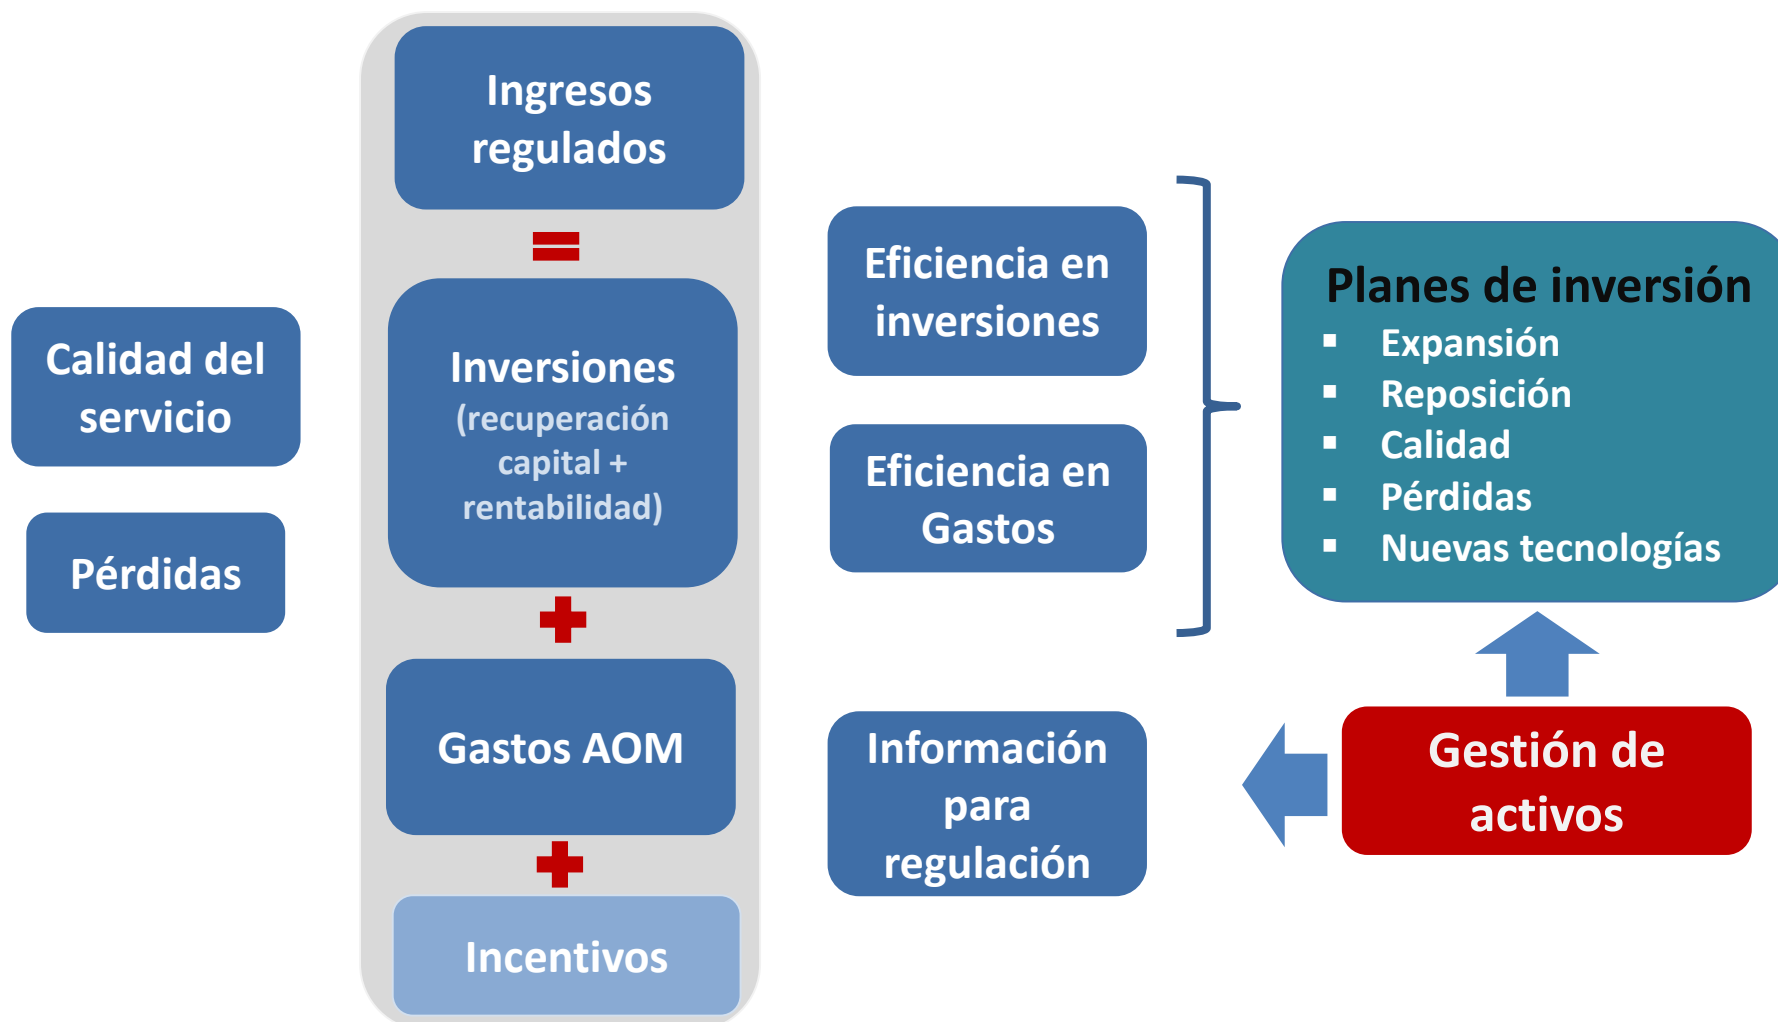 Ingresos
regulados
=
Inversiones
(recuperación
capital +
rentabilidad)
+
Gastos AOM
+
Incentivos
Calidad del
servicio
Pérdidas
Eficiencia en
inversiones
Eficiencia en
Gastos
Información
para
regulación
Planes de inversión
▪ Expansión
▪ Reposición
▪ Calidad
▪ Pérdidas
▪ Nuevas tecnologías
Gestión de
activos